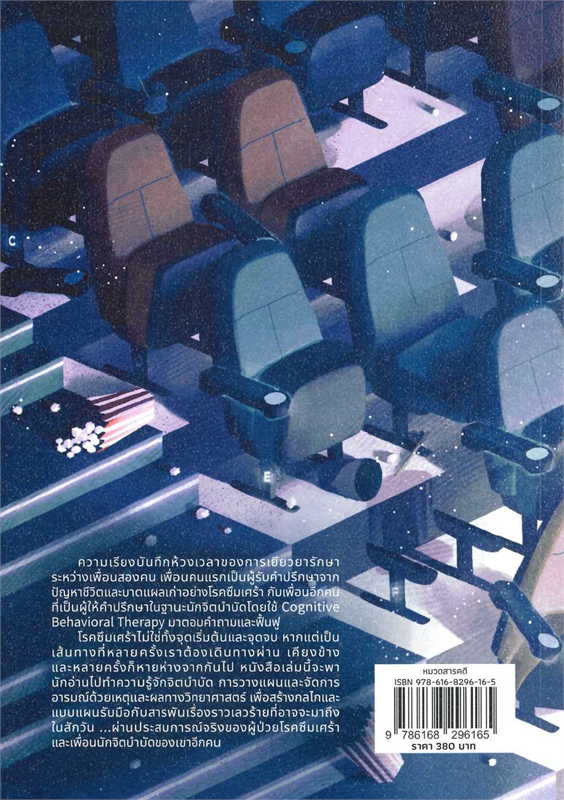 C
E
ความเรียงบันทึกห้วงเวลาของการเยียวยารักษา
ระหว่างเพื่อนสองคน เพื่อนคนแรกเป็นผู้รับคำปรึกษาจาก
ปัญหาชีวิตและบาดแผลเก่าอย่างโรคซึมเศร้า กับเพื่อนอีกคน
ที่เป็นผู้ให้คำปรึกษาในฐานะนักจิตบำบัดโดยใช้ Cognitive
Behavioral Therapy มาตอบคำถามและฟื้นฟู
โรคซึมเศร้าไม่ใช่ทั้งจุดเริ่มต้นและจุดจบ หากแต่เป็น
เส้นทางที่หลายครั้งเราต้องเดินทางผ่าน เคียงข้าง
และหลายครั้งก็หายห่างจากกันไป หนังสือเล่มนี้จะพา
นักอ่านไปทำความรู้จักจิตบำบัด การวางแผนและจัดการ
อารมณ์ด้วยเหตุและผลทางวิทยาศาสตร์ เพื่อสร้างกลไกและ
แบบแผนรับมือกับสารพันเรื่องราวเลวร้ายที่อาจจะมาถึง
ในสักวัน ...ผ่านประสบการณ์จริงของผู้ป่วยโรคซึมเศร้า
และเพื่อนนักจิตบำบัดของเขาอีกคน
หมวดสารคดี
ISBN 978-616-8296-16-5
9 786168 296165
ราคา 380 บาท